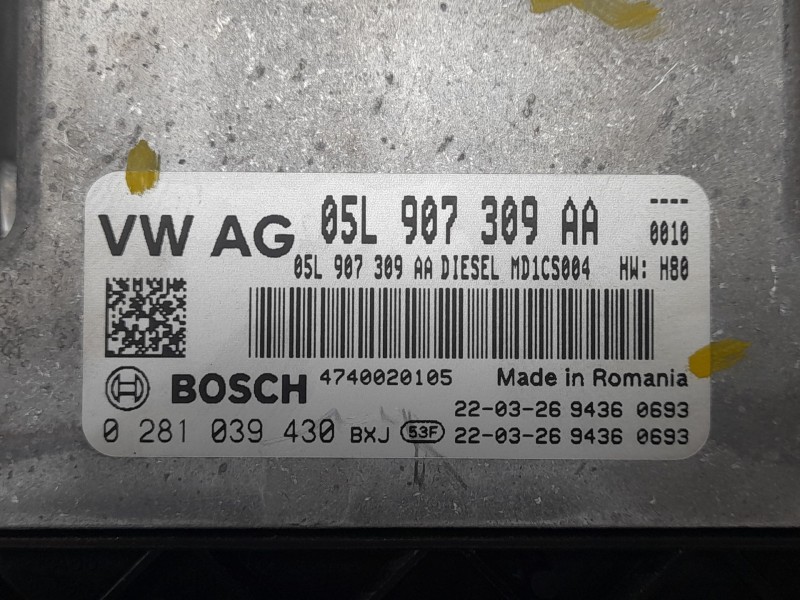 VW AG 05L 907 309 AA ----
0010
05L 907 309 AA DIESEL MD1CS004 HW: H80
BOSCH 4740020105 Made in Romania
22-03-26 9436 0693
0 281 039 430 BXJ 53F 22-03-26 9436 0693